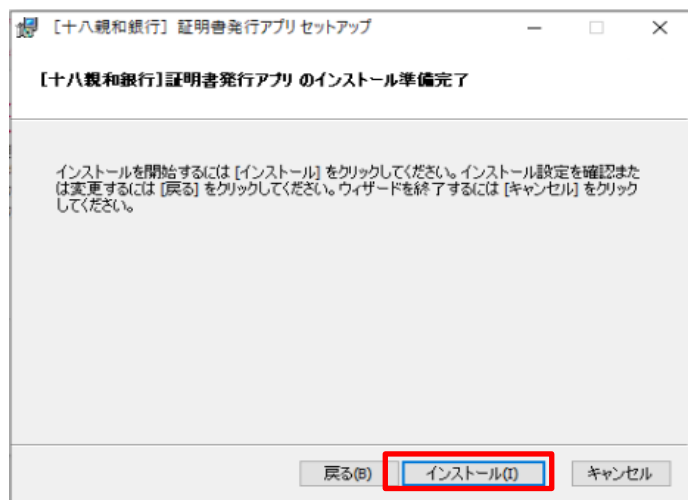 [十八親和銀行] 証明書発行アプリ セットアップ
[十八親和銀行]証明書発行アプリ のインストール準備完了
インストールを開始するには [インストール] をクリックしてください。インストール設定を確認また
は変更するには [戻る] をクリックしてください。ウィザードを終了するには [キャンセル] をクリック
してください。
戻る(B) インストール(I) キャンセル